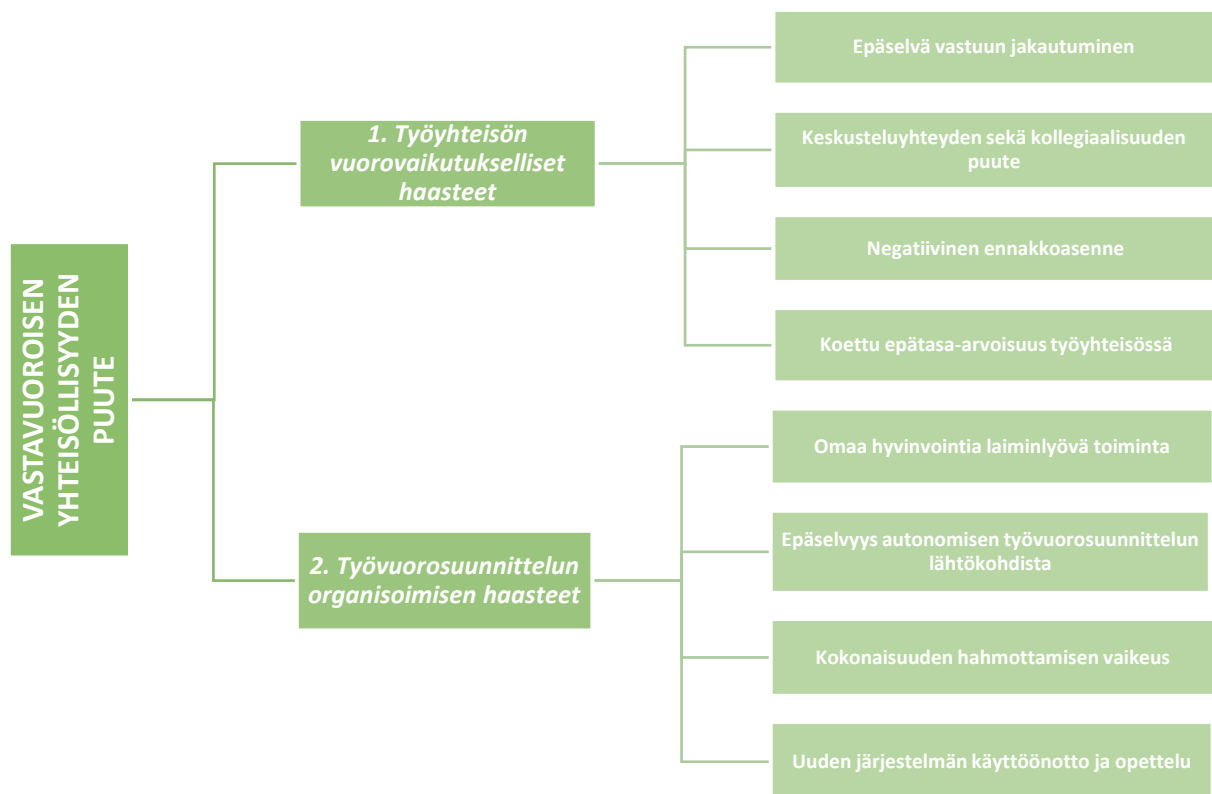 VASTAVUOROISEN
YHTEISÖLLISYYDEN
PUUTE
1. Työyhteisön
vuorovaikutukselliset
haasteet
Epäselvä vastuun jakautuminen
Keskusteluyhteyden sekä kollegiaalisuuden
puute
Negatiivinen ennakkoasenne
Koettu epätasa-arvoisuus työyhteisössä
2. Työvuorosuunnittelun
organisoimisen haasteet
Omaa hyvinvointia laiminlyövä toiminta
Epäselvyys autonomisen työvuorosuunnittelun
lähtökohdista
Kokonaisuuden hahmottamisen vaikeus
Uuden järjestelmän käyttöönotto ja opettelu